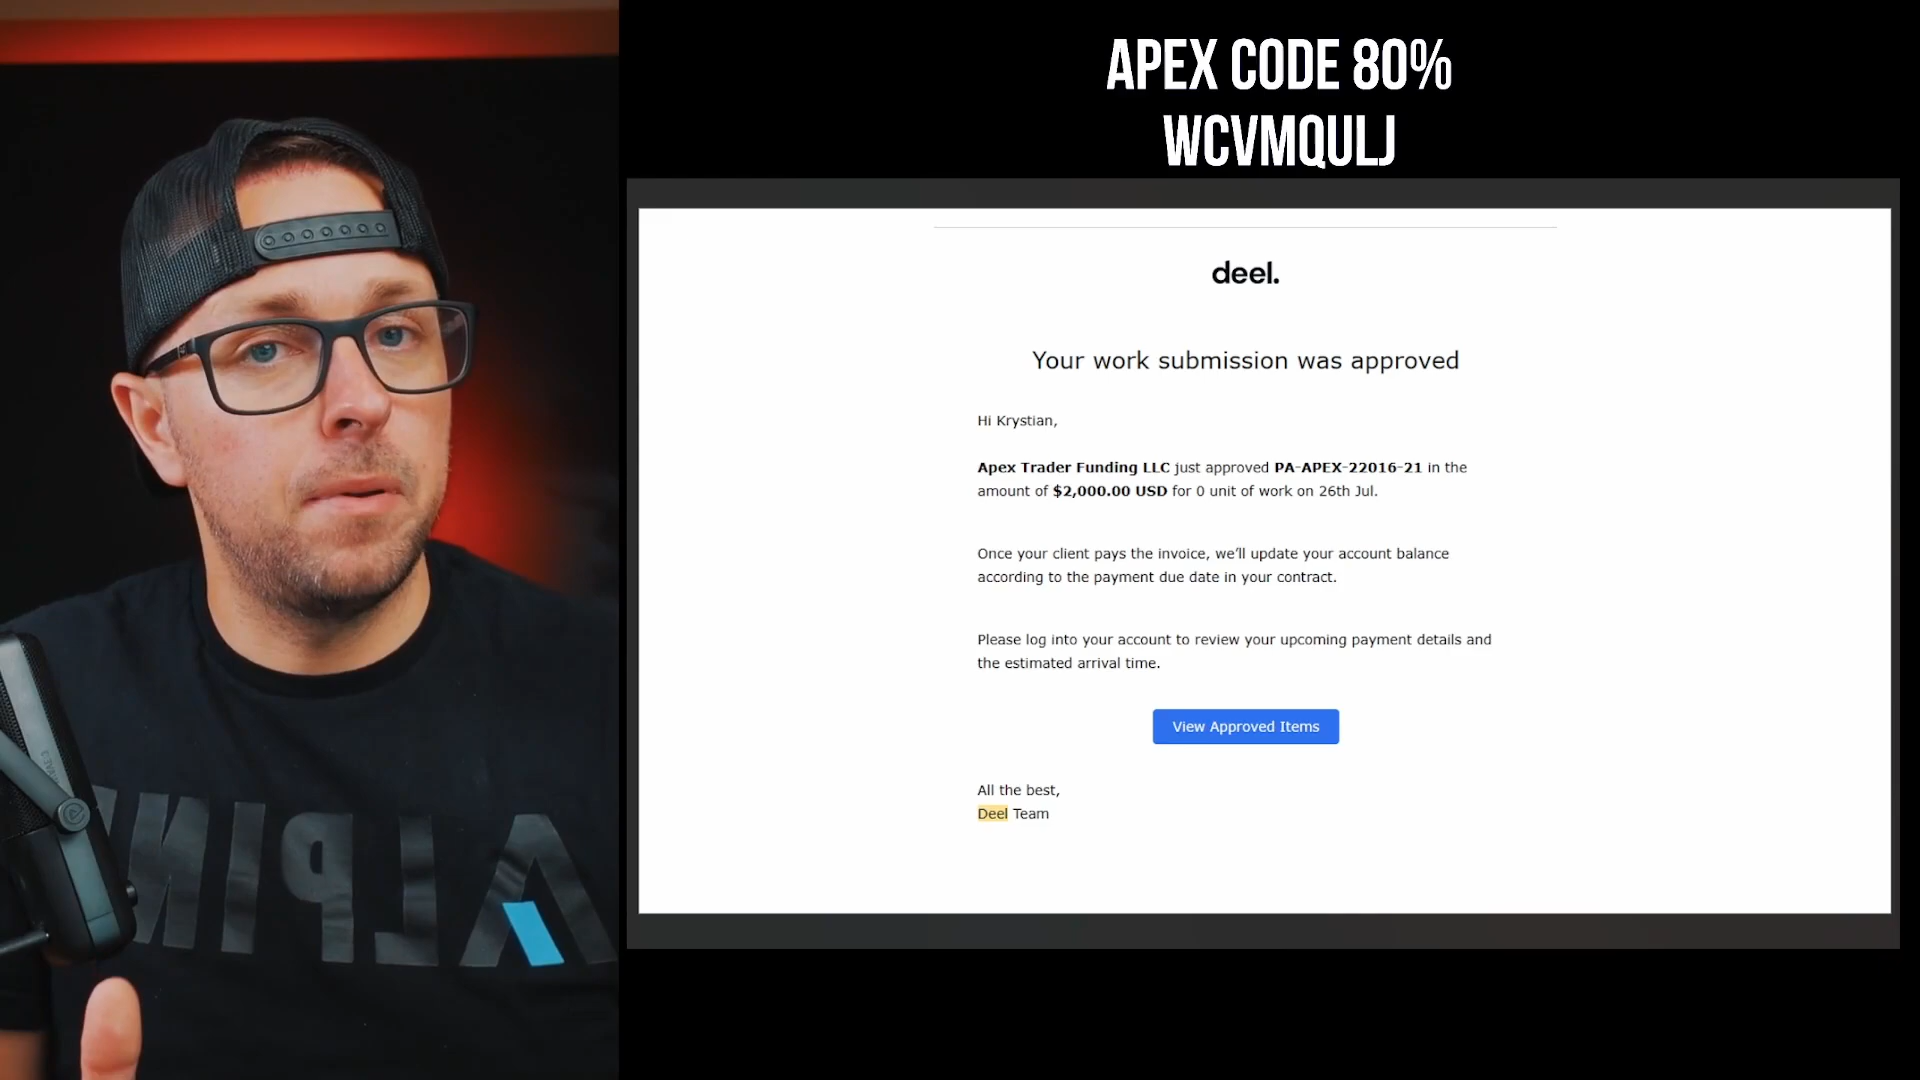 APEX CODE 80%
WCVMQULJ
deel.
Your work submission was approved
Hi Krystian,
Apex Trader Funding LLC just approved PA-APEX-22016-21 in the
amount of $2,000.00 USD for 0 unit of work on 26th Jul.
Once your client pays the invoice, we'll update your account balance
according to the payment due date in your contract.
Please log into your account to review your upcoming payment details and
the estimated arrival time.
View Approved Items
All the best,
Deel Team
ALPIN